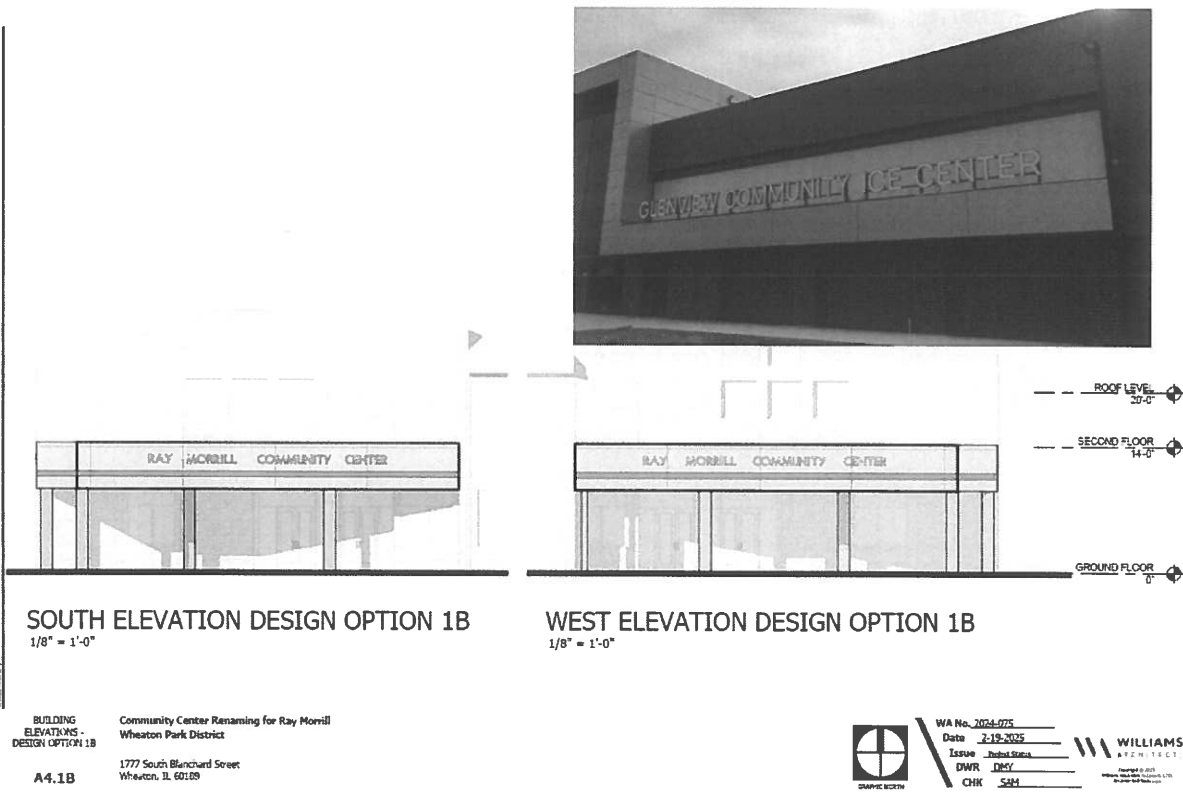 GLENVIEW COMMUNITY ICE CENTER
ROOF LEVEL
20'-0"
SECOND FLOOR
14'-0"
RAY MORRILL COMMUNITY CENTER
RAY MORRILL COMMUNITY CENTER
GROUND FLOOR
0"
SOUTH ELEVATION DESIGN OPTION 1B
1/8" = 1'-0"
WEST ELEVATION DESIGN OPTION 1B
1/8" = 1'-0"
BUILDING
ELEVATIONS -
DESIGN OPTION 1B
A4.1B
Community Center Renaming for Ray Morrill
Wheaton Park District
1777 South Blanchard Street
Wheaton, IL 60189
GRAPHIC NORTH
WA No. 2024-075
Date 2-19-2025
Issue Project Status
DWR DMY
CHK SAM
WILLIAMS
ARCHITECTS